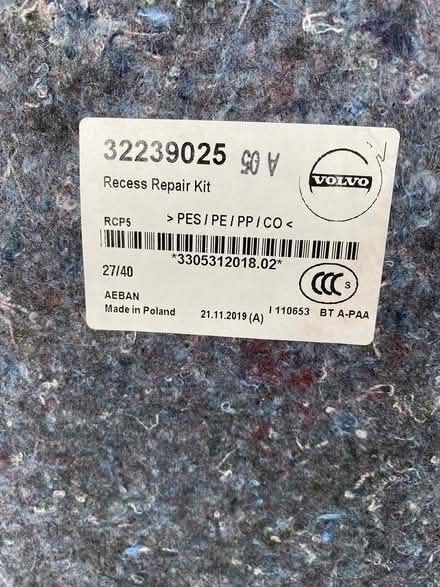 32239025 A 05
VOLVO
Recess Repair Kit
RCP5 > PES / PE / PP / CO <
*3305312018.02*
27/40
CCC S
AEBAN
Made in Poland 21.11.2019 (A) I 110653 BT A-PAA